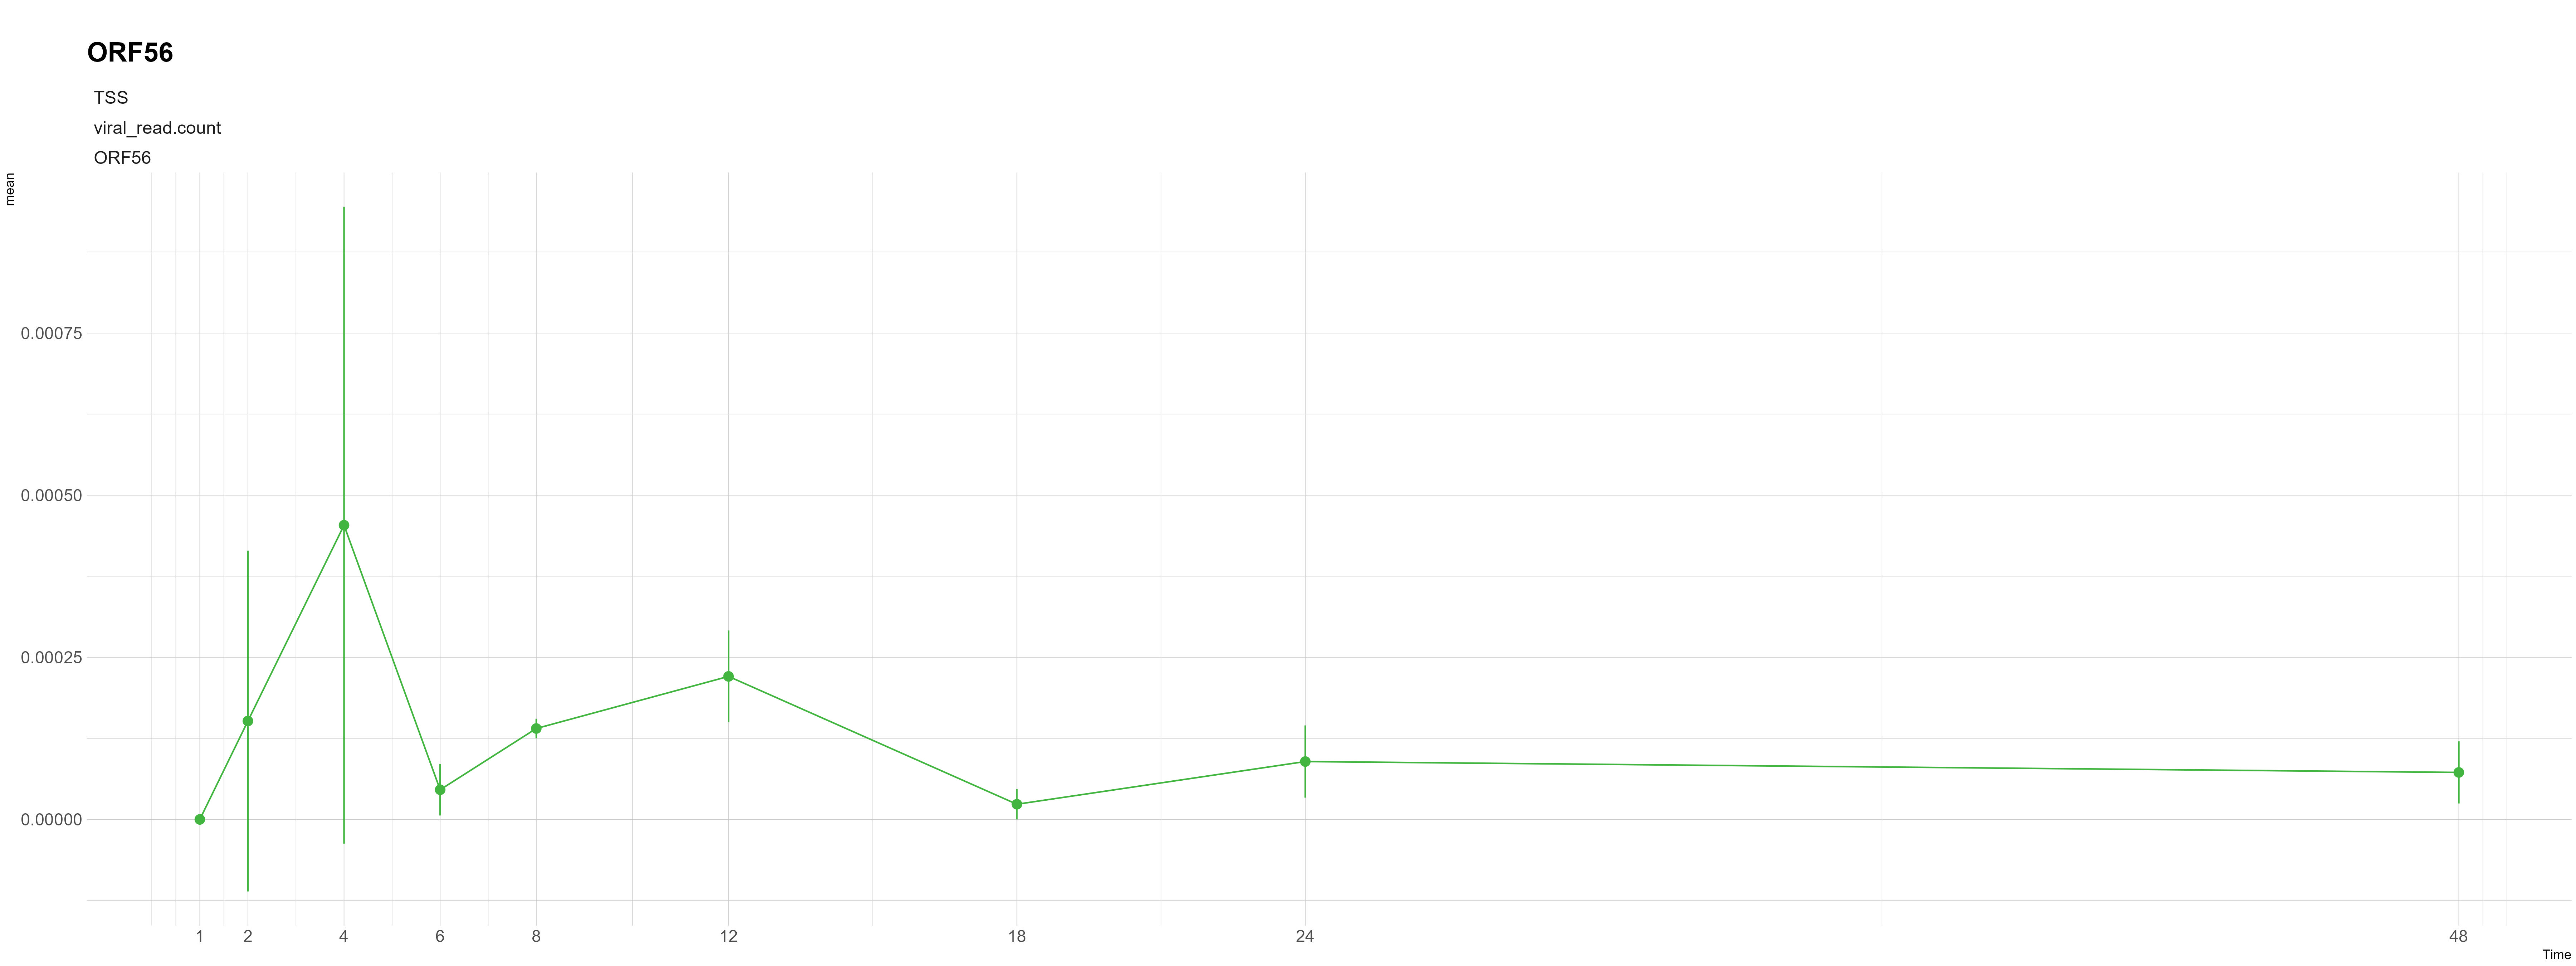 ORF56
TSS
viral_read.count
ORF56
mean
0.00075
0.00050
0.00025
0.00000
1 2 4 6 8 12 18 24 48
Time